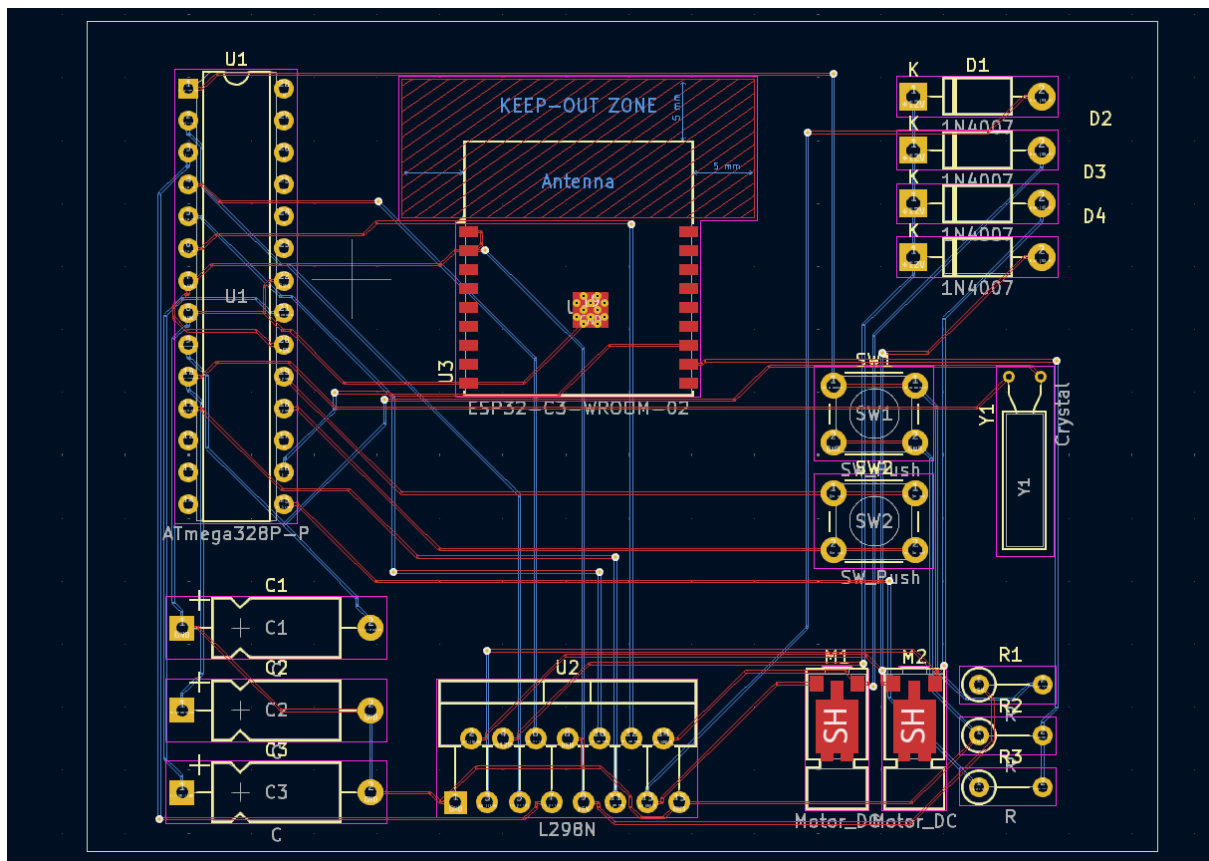 U1
K
D1
1N4007
D2
K
1N4007
D3
K
1N4007
D4
K
1N4007
KEEP-OUT ZONE
5 mm
5 mm
Antenna
U1
U3
ESP32-C3-WROOM-02
SW1
SW1
SW_Push
SW2
SW2
SW_Push
Y1
Crystal
Y1
ATmega328P-P
C1
C1
C2
C2
C3
C3
C
U2
L298N
M1
SH
Motor_DC
M2
SH
Motor_DC
R1
R2
R
R3
R